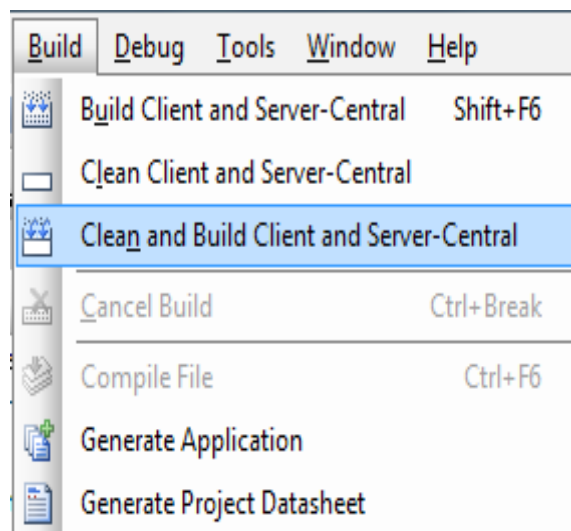 Build Debug Tools Window Help
Build Client and Server-Central Shift+F6
Clean Client and Server-Central
Clean and Build Client and Server-Central
Cancel Build Ctrl+Break
Compile File Ctrl+F6
Generate Application
Generate Project Datasheet